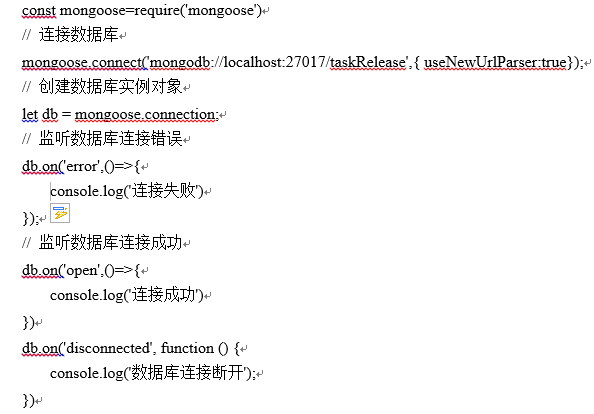 const mongoose=require('mongoose')
// 连接数据库
mongoose.connect('mongodb://localhost:27017/taskRelease',{ useNewUrlParser:true});
// 创建数据库实例对象
let db = mongoose.connection;
// 监听数据库连接错误
db.on('error',()=>{
console.log('连接失败')
});
// 监听数据库连接成功
db.on('open',()=>{
console.log('连接成功')
})
db.on('disconnected', function () {
console.log('数据库连接断开');
})